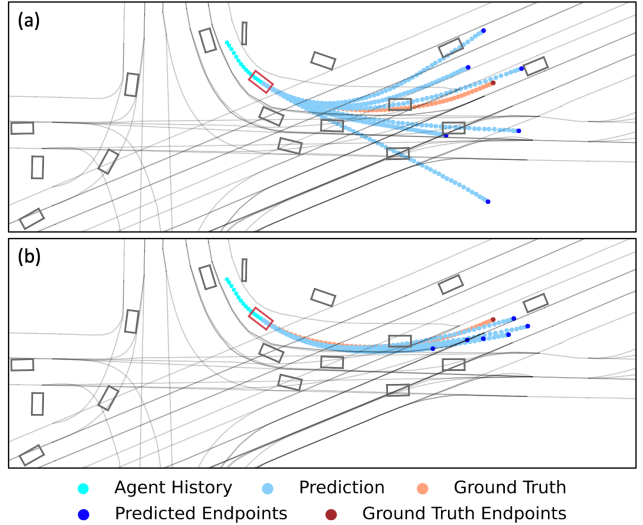 (a)
(b)
Agent History Prediction Ground Truth
Predicted Endpoints Ground Truth Endpoints